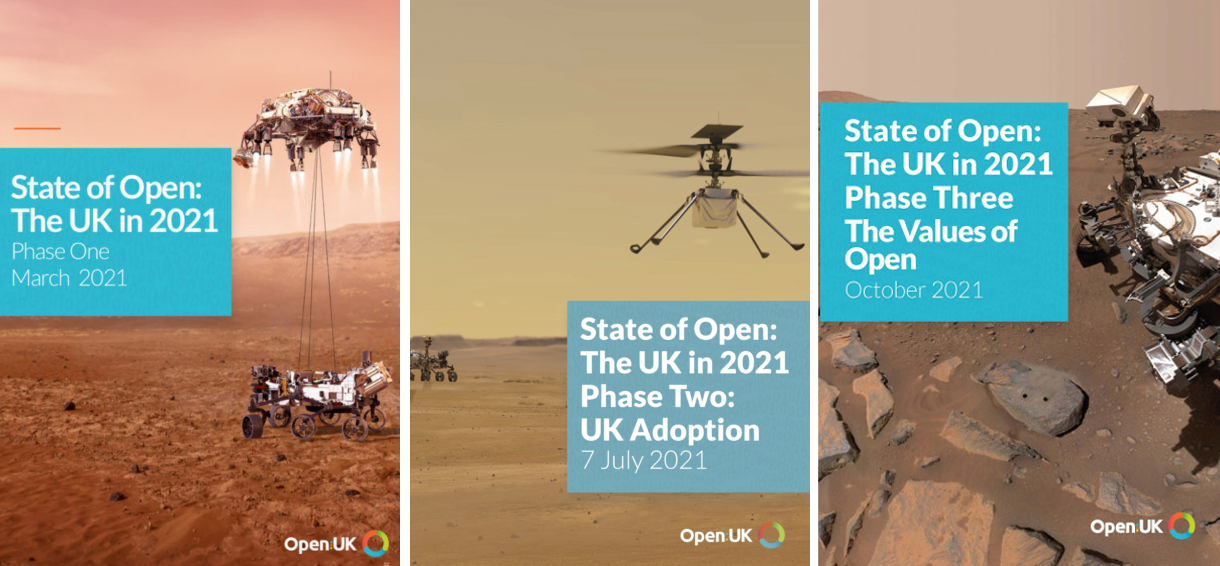 State of Open:
The UK in 2021
Phase One
March 2021
OpenUK
State of Open:
The UK in 2021
Phase Two:
UK Adoption
7 July 2021
OpenUK
State of Open:
The UK in 2021
Phase Three
The Values of
Open
October 2021
OpenUK